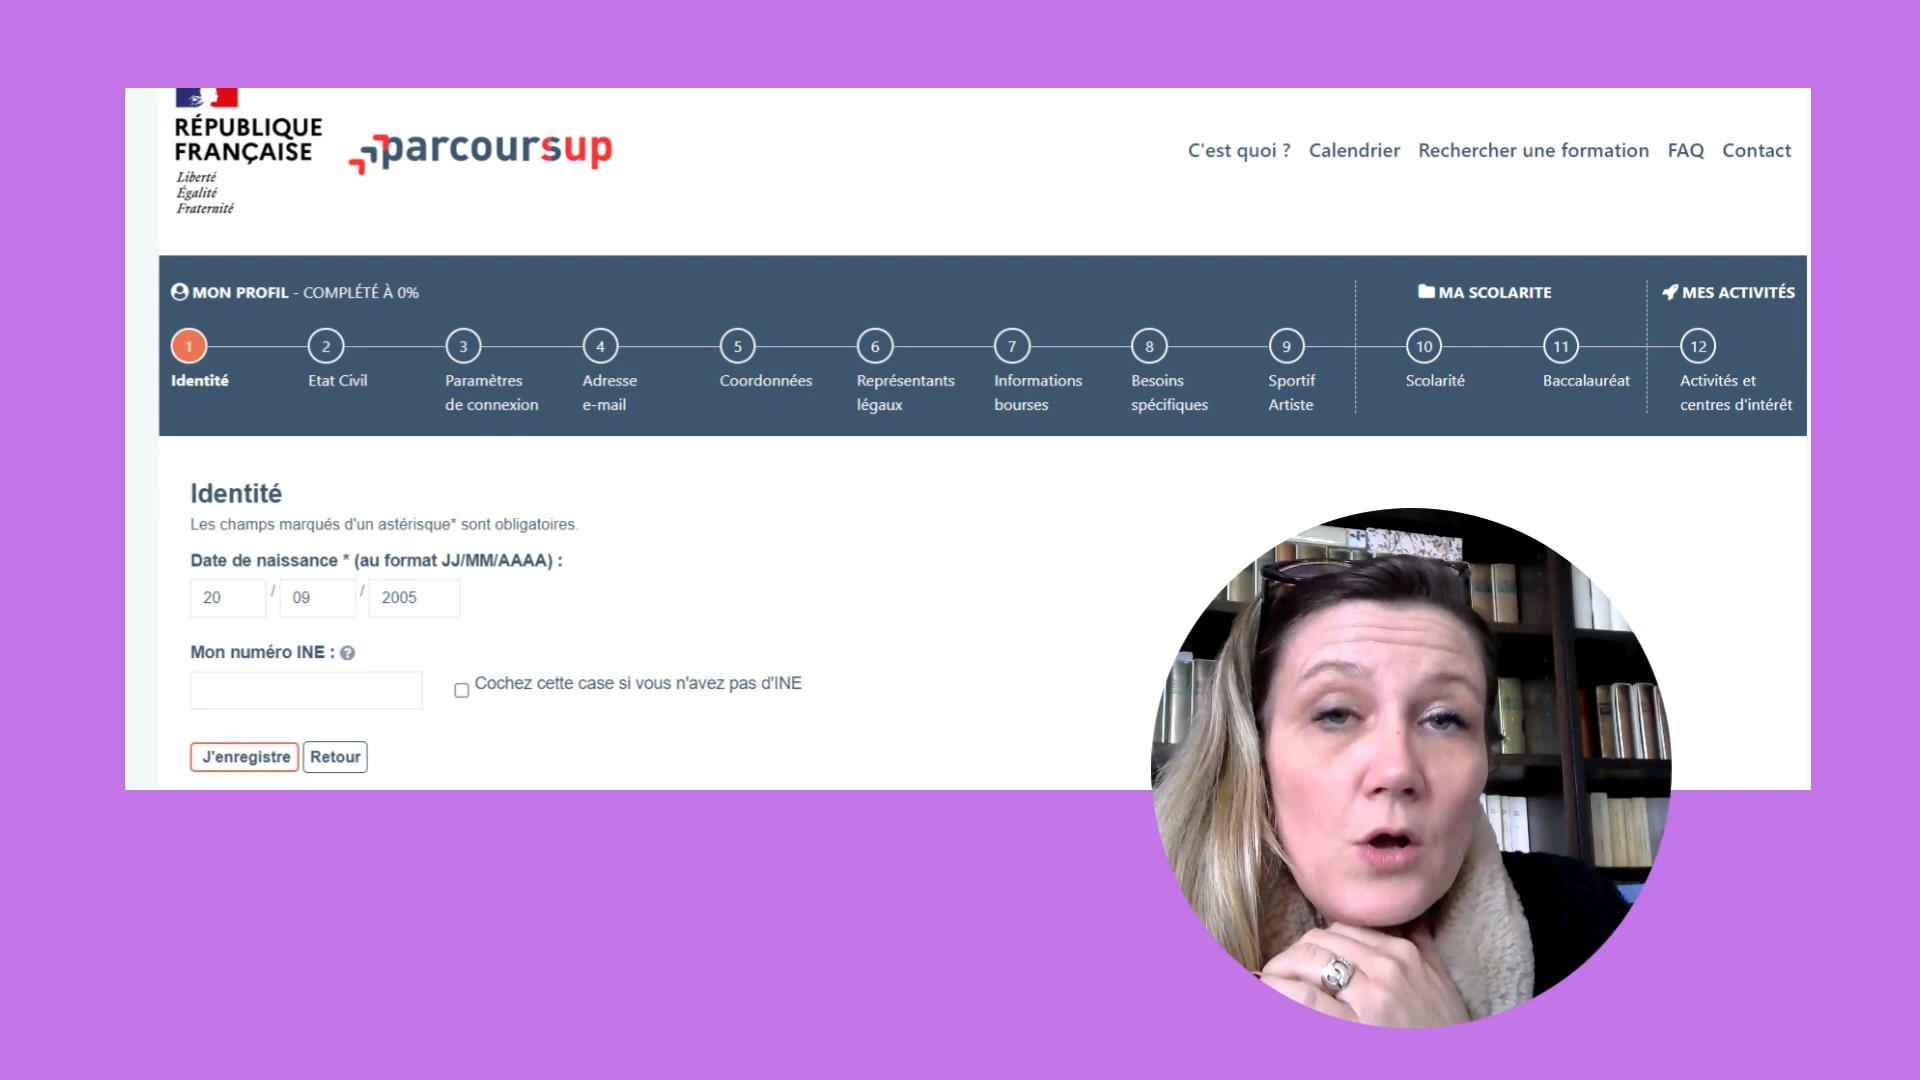 RÉPUBLIQUE
FRANÇAISE
Liberté
Égalité
Fraternité
parcoursup
C'est quoi ? Calendrier Rechercher une formation FAQ Contact
MON PROFIL - COMPLÉTÉ À 0%
MA SCOLARITE
MES ACTIVITÉS
1 2 3 4 5 6 7 8 9 10 11 12
Identité
Etat Civil
Paramètres
de connexion
Adresse
e-mail
Coordonnées
Représentants
légaux
Informations
bourses
Besoins
spécifiques
Sportif
Artiste
Scolarité
Baccalauréat
Activités et
centres d'intérêt
Identité
Les champs marqués d'un astérisque* sont obligatoires.
Date de naissance * (au format JJ/MM/AAAA) :
20 / 09 / 2005
Mon numéro INE : ?
Cochez cette case si vous n'avez pas d'INE
J'enregistre Retour